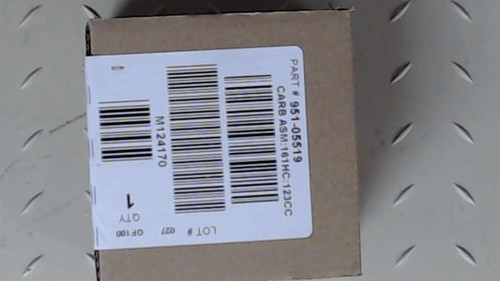 PART # 951-05519
CARB ASM:161HC:123CC
LOT # 027
M124170
1
QTY
OF100